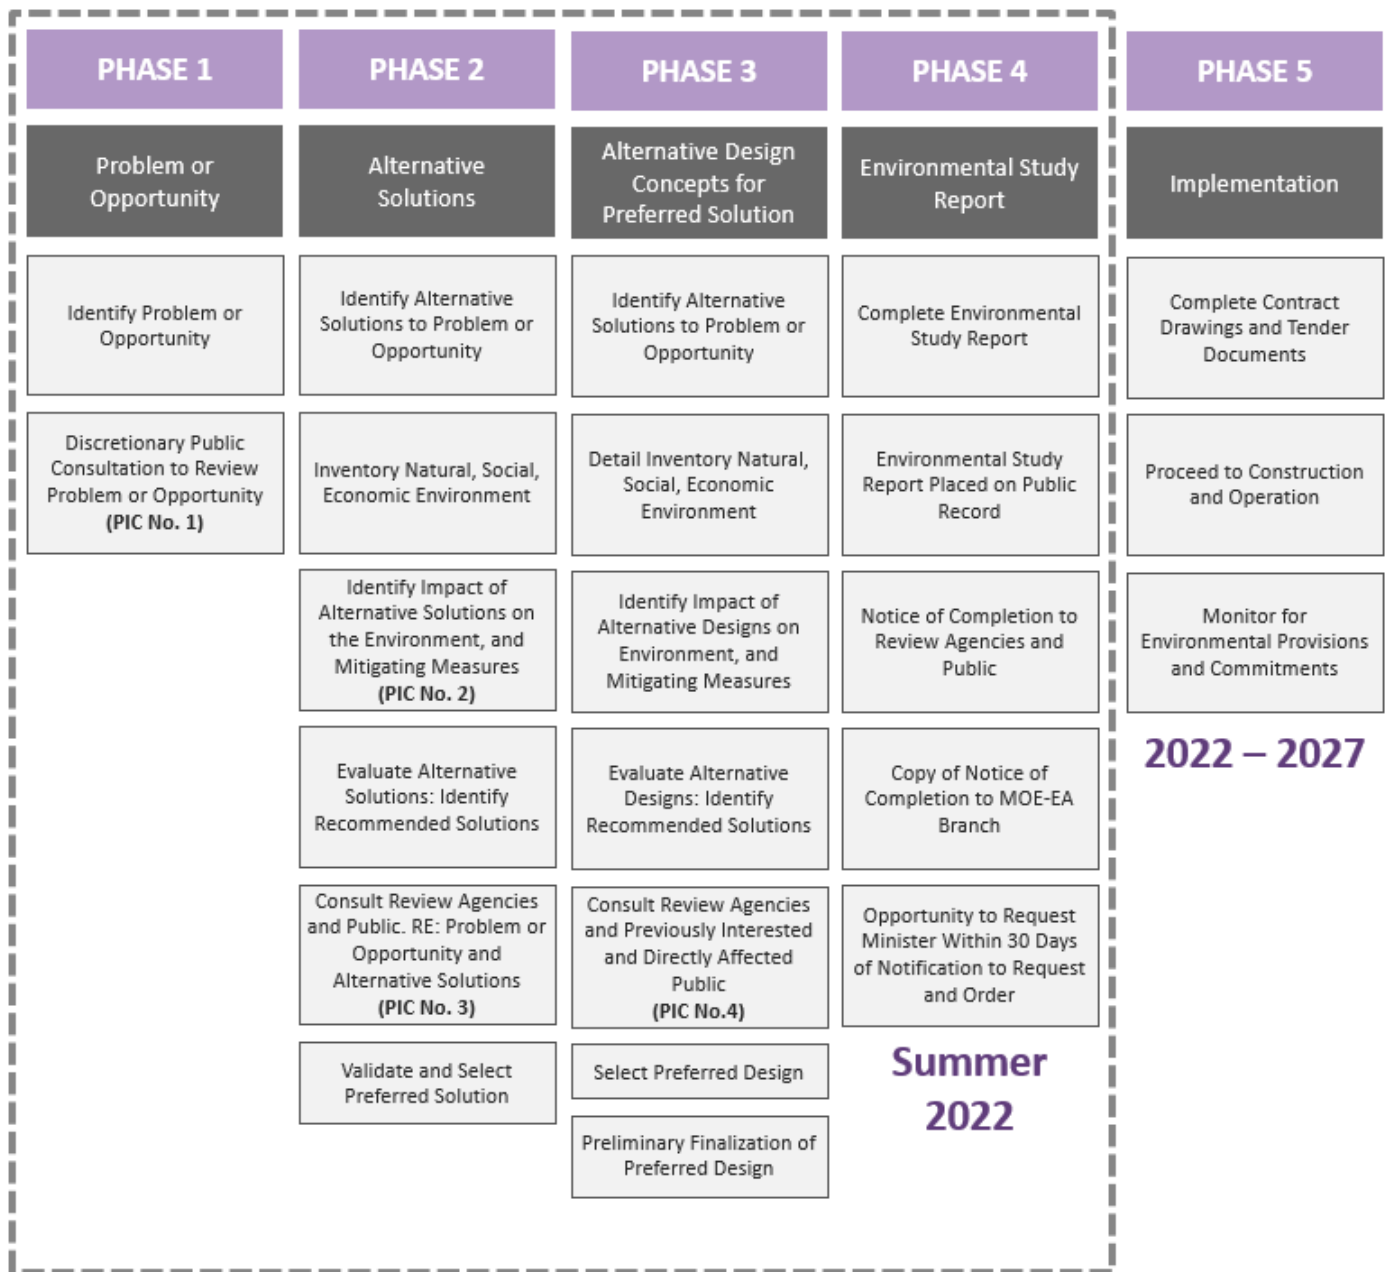 PHASE 1
Problem or
Opportunity
Identify Problem or
Opportunity
Discretionary Public
Consultation to Review
Problem or Opportunity
(PIC No. 1)
PHASE 2
Alternative
Solutions
Identify Alternative
Solutions to Problem or
Opportunity
Inventory Natural, Social,
Economic Environment
Identify Impact of
Alternative Solutions on
the Environment, and
Mitigating Measures
(PIC No. 2)
Evaluate Alternative
Solutions: Identify
Recommended Solutions
Consult Review Agencies
and Public. RE: Problem or
Opportunity and
Alternative Solutions
(PIC No. 3)
Validate and Select
Preferred Solution
PHASE 3
Alternative Design
Concepts for
Preferred Solution
Identify Alternative
Solutions to Problem or
Opportunity
Detail Inventory Natural,
Social, Economic
Environment
Identify Impact of
Alternative Designs on
Environment, and
Mitigating Measures
Evaluate Alternative
Designs: Identify
Recommended Solutions
Consult Review Agencies
and Previously Interested
and Directly Affected
Public
(PIC No.4)
Select Preferred Design
Preliminary Finalization of
Preferred Design
PHASE 4
Environmental Study
Report
Complete Environmental
Study Report
Environmental Study
Report Placed on Public
Record
Notice of Completion to
Review Agencies and
Public
Copy of Notice of
Completion to MOE-EA
Branch
Opportunity to Request
Minister Within 30 Days
of Notification to Request
and Order
Summer
2022
PHASE 5
Implementation
Complete Contract
Drawings and Tender
Documents
Proceed to Construction
and Operation
Monitor for
Environmental Provisions
and Commitments
2022 – 2027